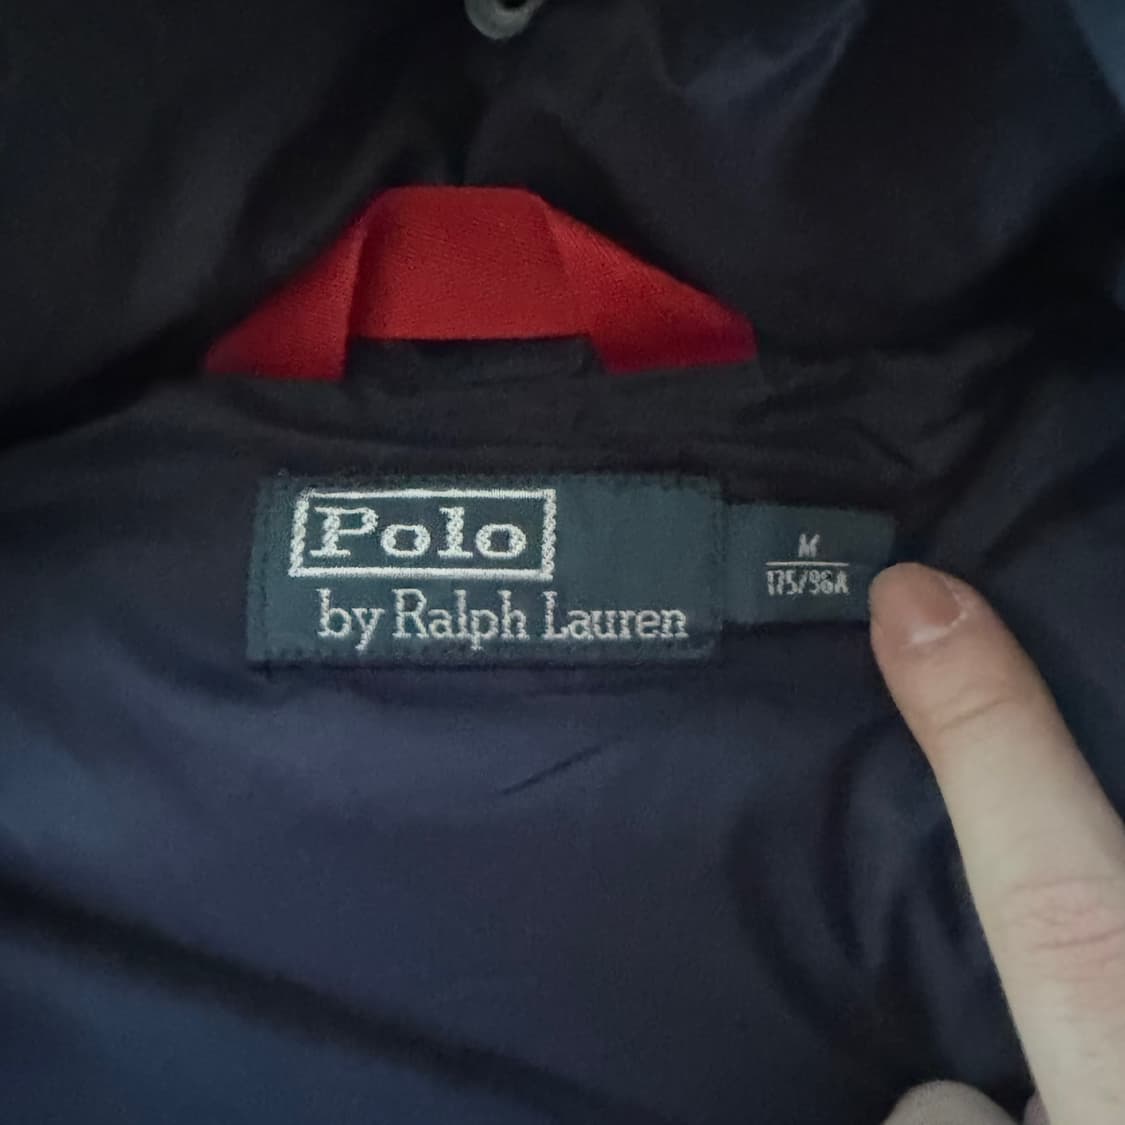 Polo
by Ralph Lauren
M
175/96A